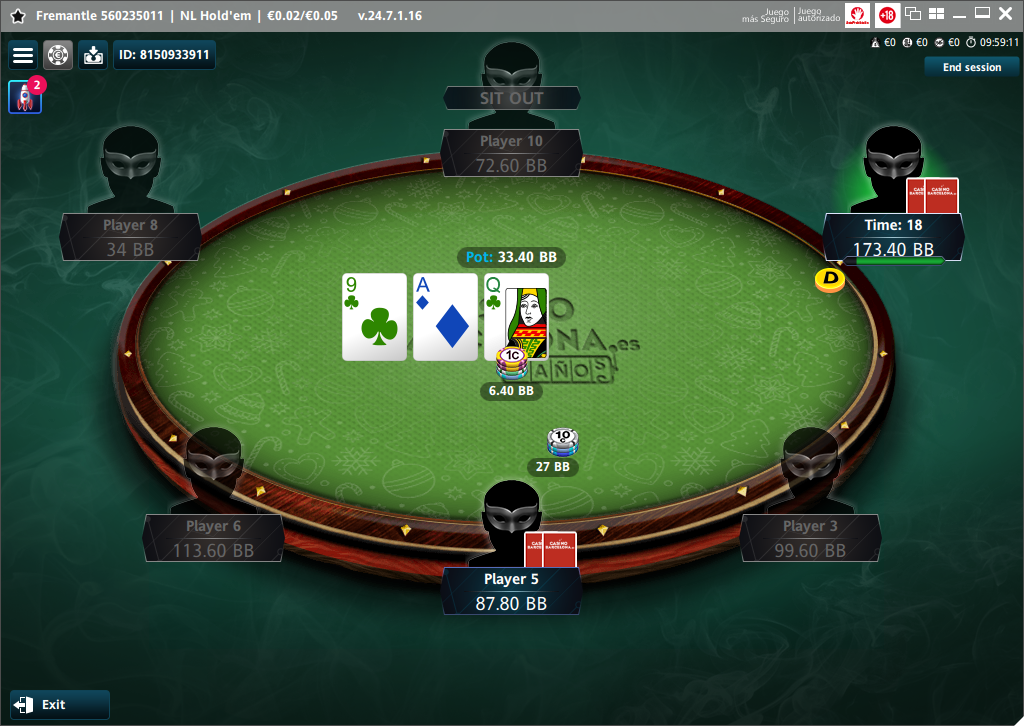 Fremantle 560235011 | NL Hold'em | €0.02/€0.05 v.24.7.1.16
Juego más Seguro
Juego autorizado
+18
€0 €0 €0 09:59:11
ID: 8150933911
End session
2
SIT OUT
Player 10
72.60 BB
Player 8
34 BB
Time: 18
173.40 BB
D
Pot: 33.40 BB
9
A
Q
ONA.es
AÑOS
1C
6.40 BB
10
C
27 BB
Player 6
113.60 BB
Player 3
99.60 BB
Player 5
87.80 BB
Exit